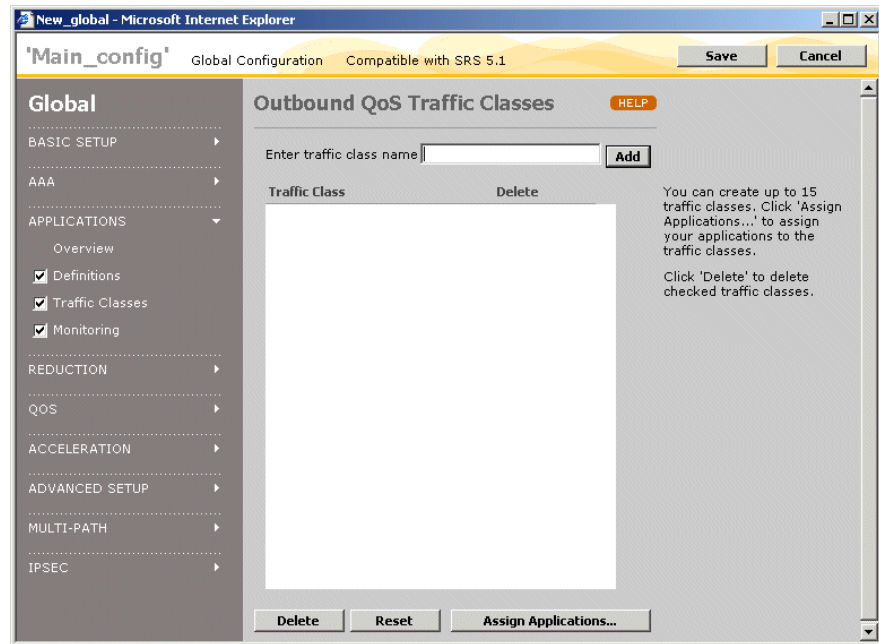 New_global - Microsoft Internet Explorer
'Main_config' Global Configuration Compatible with SRS 5.1 Save Cancel
Global
BASIC SETUP
AAA
APPLICATIONS
Overview
Definitions
Traffic Classes
Monitoring
REDUCTION
QOS
ACCELERATION
ADVANCED SETUP
MULTI-PATH
IPSEC
Outbound QoS Traffic Classes HELP
Enter traffic class name Add
Traffic Class Delete
You can create up to 15
traffic classes. Click 'Assign
Applications...' to assign
your applications to the
traffic classes.
Click 'Delete' to delete
checked traffic classes.
Delete Reset Assign Applications...